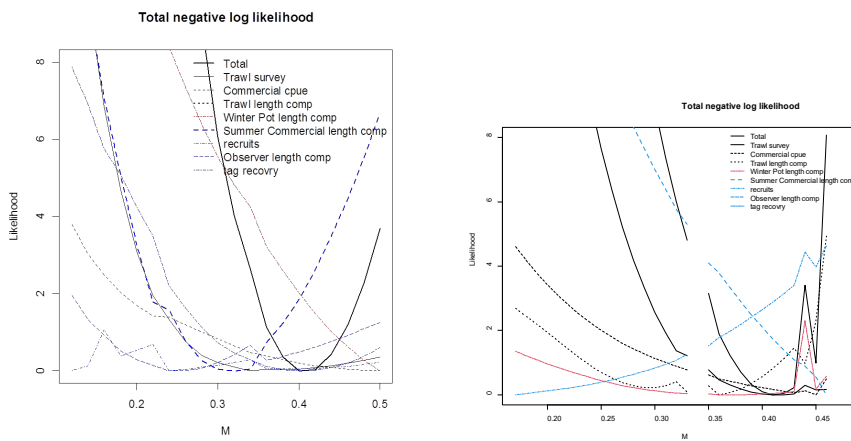 Total negative log likelihood
8
6
4
2
0
Likelihood
0.2
0.3
0.4
0.5
M
Total
Trawl survey
Commercial cpue
Trawl length comp
Winter Pot length comp
Summer Commercial length comp
recruits
Observer length comp
tag recovry
Total negative log likelihood
8
6
4
2
0
Likelihood
0.20
0.25
0.30
0.35
0.40
0.45
M
Total
Trawl survey
Commercial cpue
Trawl length comp
Winter Pot length comp
Summer Commercial length com
recruits
Observer length comp
tag recovry